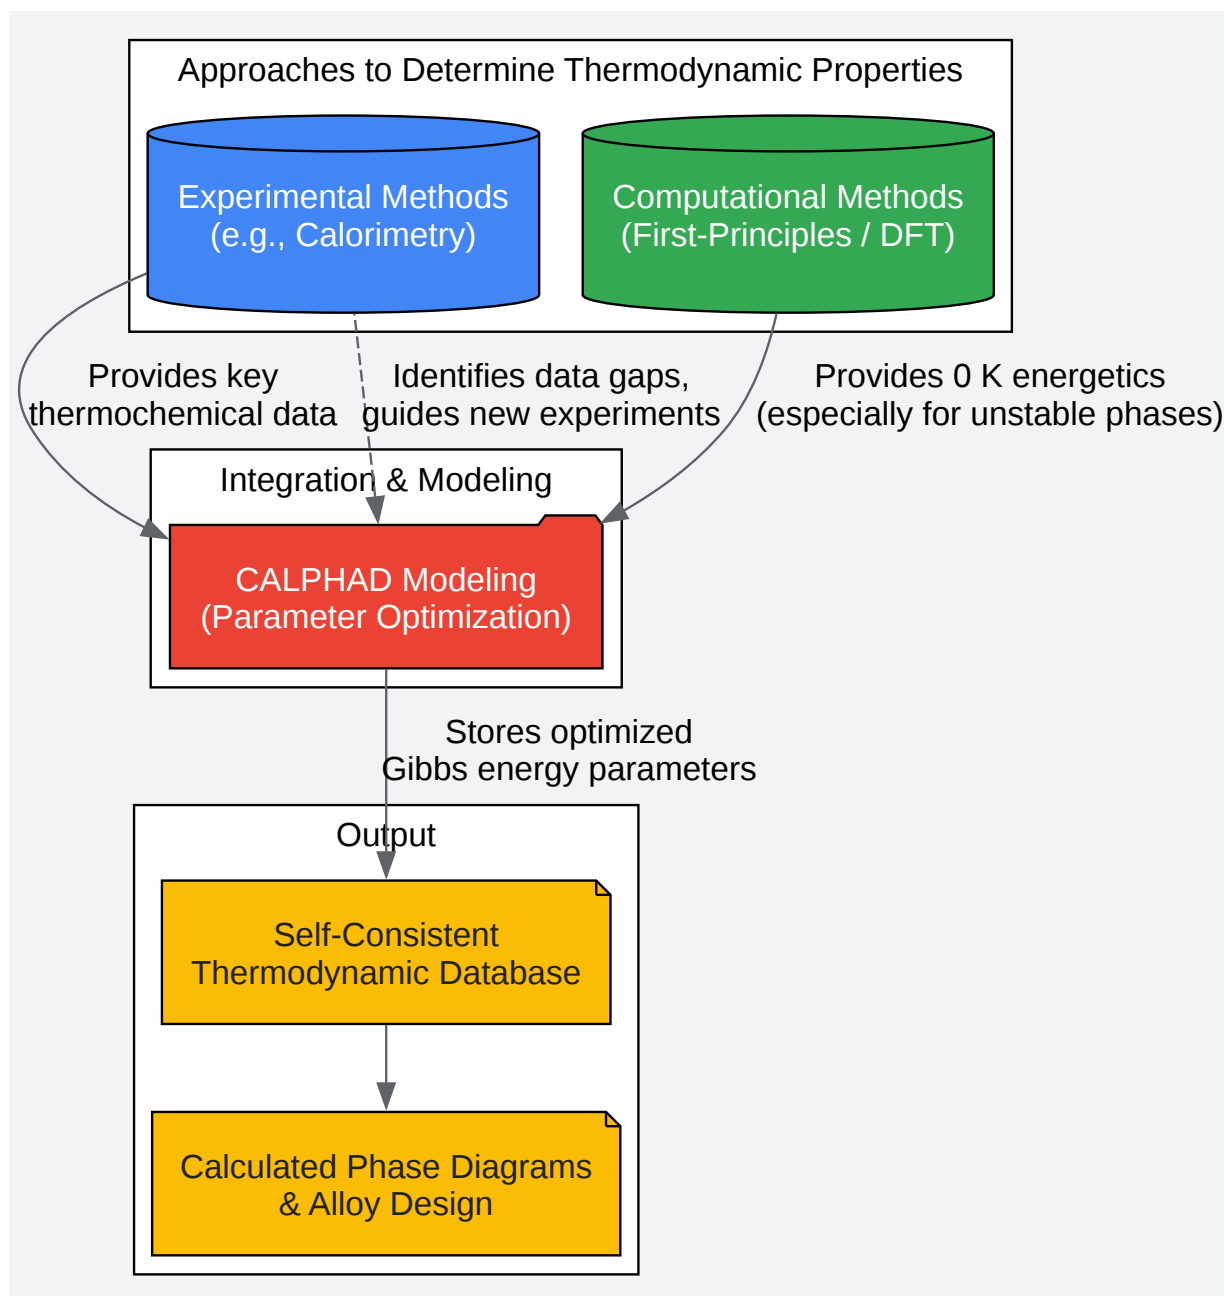 Approaches to Determine Thermodynamic Properties
Experimental Methods
(e.g., Calorimetry)
Computational Methods
(First-Principles / DFT)
Provides key
thermochemical data
Identifies data gaps,
guides new experiments
Provides 0 K energetics
(especially for unstable phases)
Integration & Modeling
CALPHAD Modeling
(Parameter Optimization)
Stores optimized
Gibbs energy parameters
Output
Self-Consistent
Thermodynamic Database
Calculated Phase Diagrams
& Alloy Design